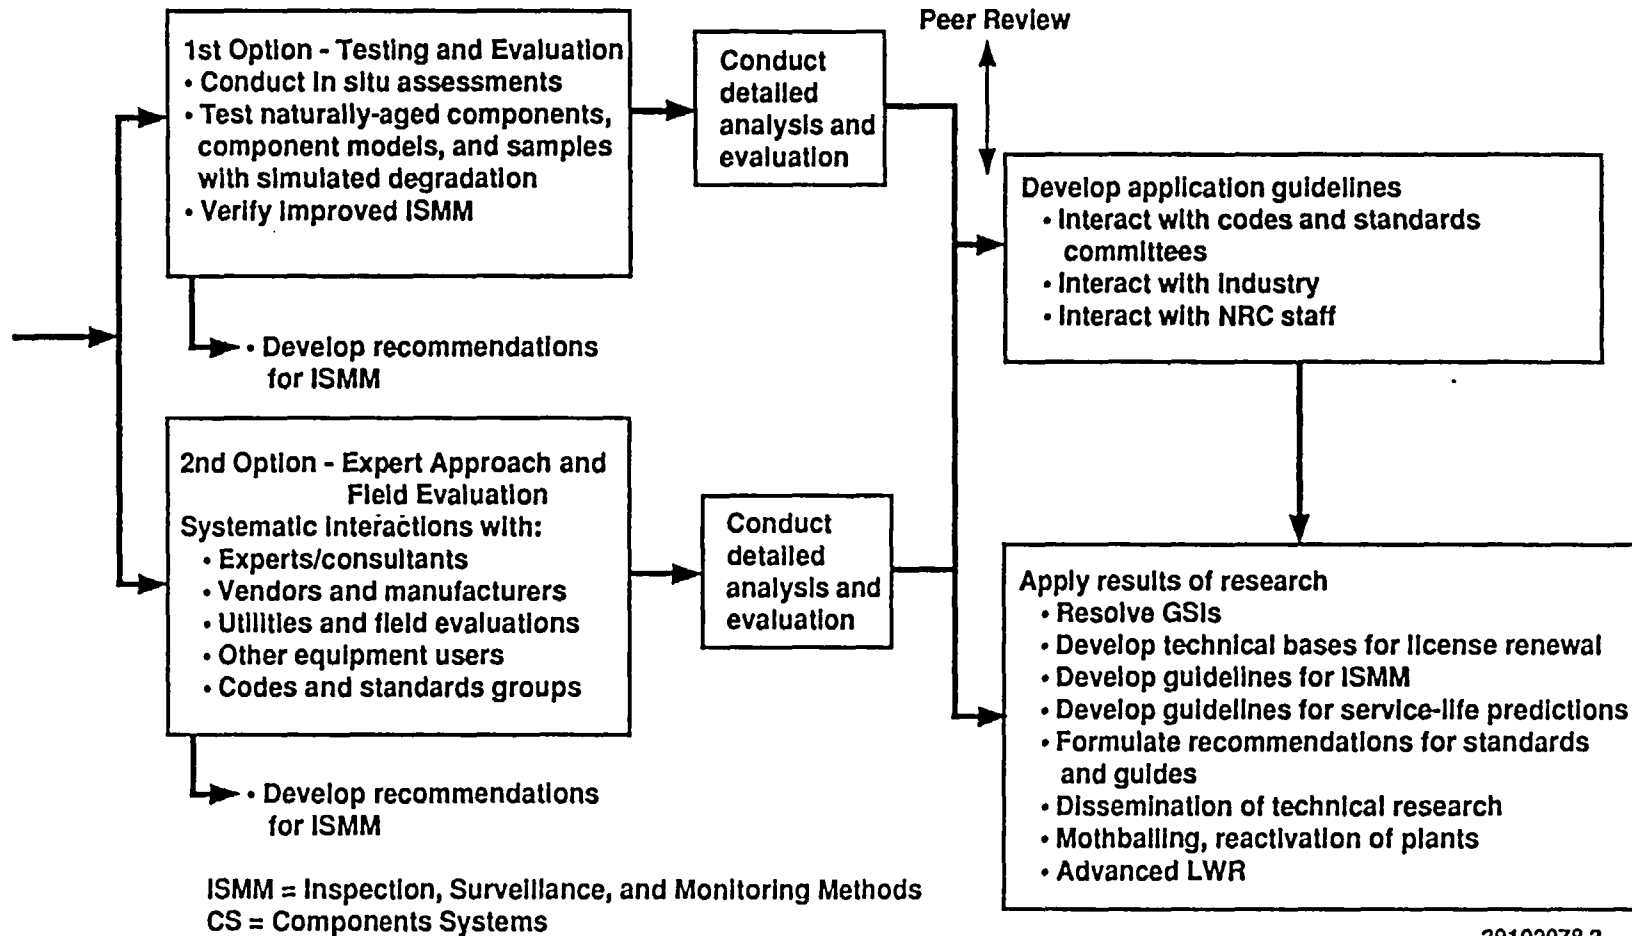 Peer Review
1st Option - Testing and Evaluation
• Conduct in situ assessments
• Test naturally-aged components,
component models, and samples
with simulated degradation
• Verify improved ISMM
Conduct
detailed
analysis and
evaluation
• Develop recommendations
for ISMM
2nd Option - Expert Approach and
Field Evaluation
Systematic interactions with:
• Experts/consultants
• Vendors and manufacturers
• Utilities and field evaluations
• Other equipment users
• Codes and standards groups
Conduct
detailed
analysis and
evaluation
• Develop recommendations
for ISMM
Develop application guidelines
• Interact with codes and standards
committees
• Interact with industry
• Interact with NRC staff
Apply results of research
• Resolve GSIs
• Develop technical bases for license renewal
• Develop guidelines for ISMM
• Develop guidelines for service-life predictions
• Formulate recommendations for standards
and guides
• Dissemination of technical research
• Mothballing, reactivation of plants
• Advanced LWR
ISMM = Inspection, Surveillance, and Monitoring Methods
CS = Components Systems